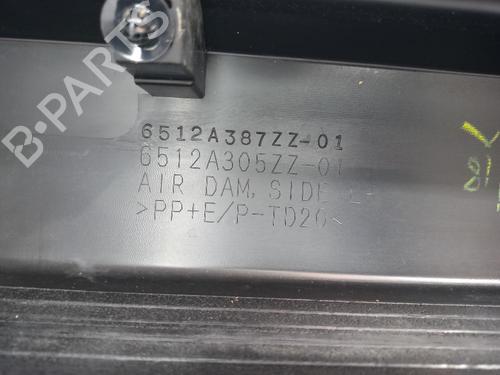 B-PARTS
6512A387ZZ-01
6512A305ZZ-01
AIR DAM, SIDE
>PP+E/P-TD20<